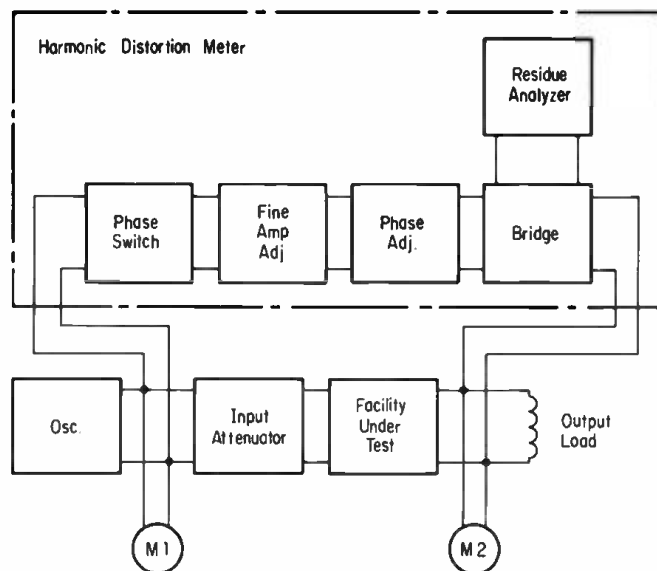 Harmonic Distortion Meter
Residue
Analyzer
Phase
Switch
Fine
Amp
Adj
Phase
Adj.
Bridge
Osc.
Input
Attenuator
Facility
Under
Test
Output
Load
M1
M2